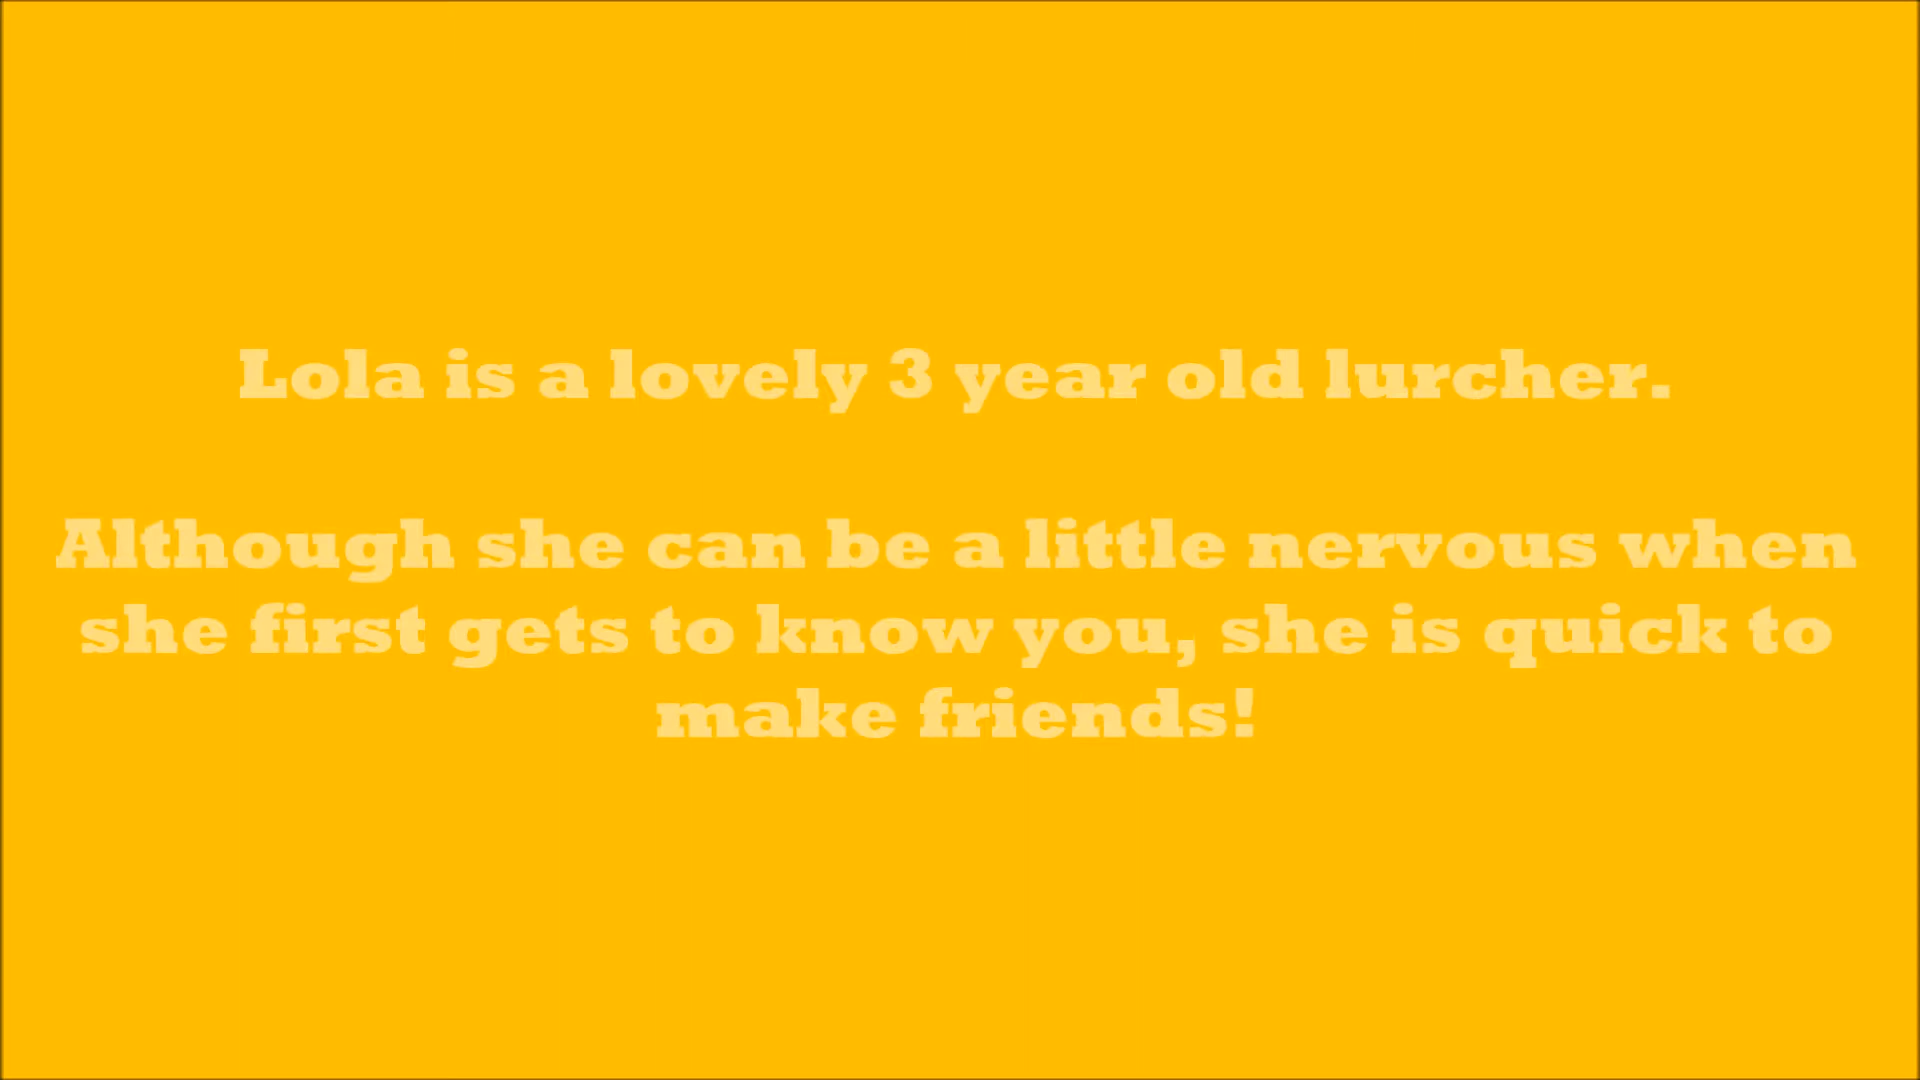 Lola is a lovely 3 year old lurcher.
Although she can be a little nervous when
she first gets to know you, she is quick to
make friends!